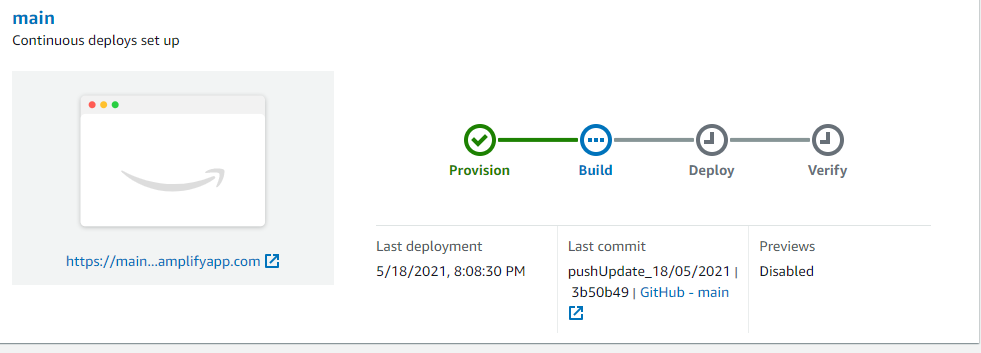 main
Continuous deploys set up
https://main...amplifyapp.com
Provision
Build
Deploy
Verify
Last deployment
5/18/2021, 8:08:30 PM
Last commit
pushUpdate_18/05/2021 |
3b50b49 | GitHub - main
Previews
Disabled